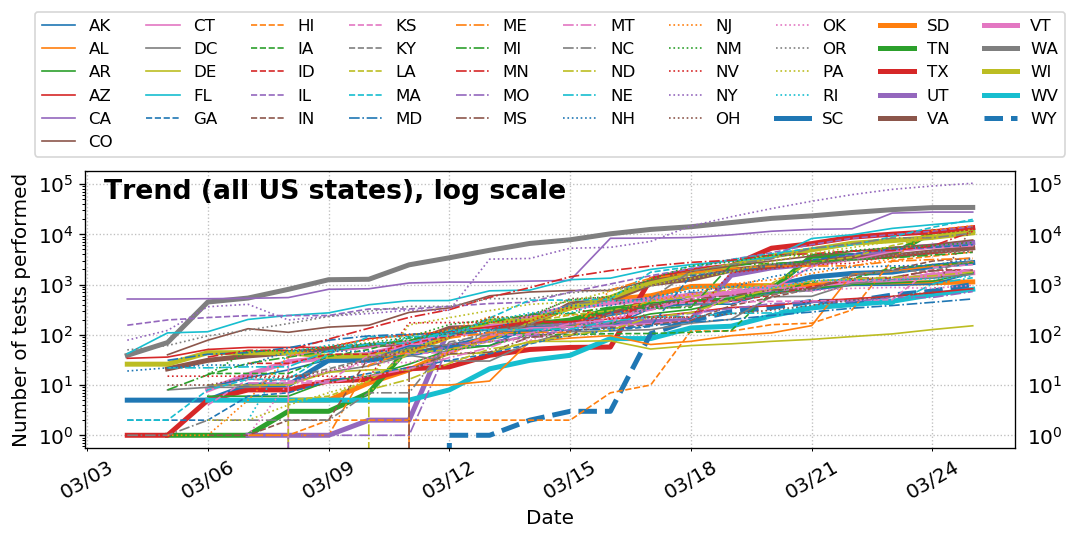 AK CT HI KS ME MT NJ OK SD VT
AL DC IA KY MI NC NM OR TN WA
AR DE ID LA MN ND NV PA TX WI
AZ FL IL MA MO NE NY RI UT WV
CA GA IN MD MS NH OH SC VA WY
CO
Trend (all US states), log scale
Number of tests performed
10⁵ 10⁵
10⁴ 10⁴
10³ 10³
10² 10²
10¹ 10¹
10⁰ 10⁰
03/03 03/06 03/09 03/12 03/15 03/18 03/21 03/24
Date